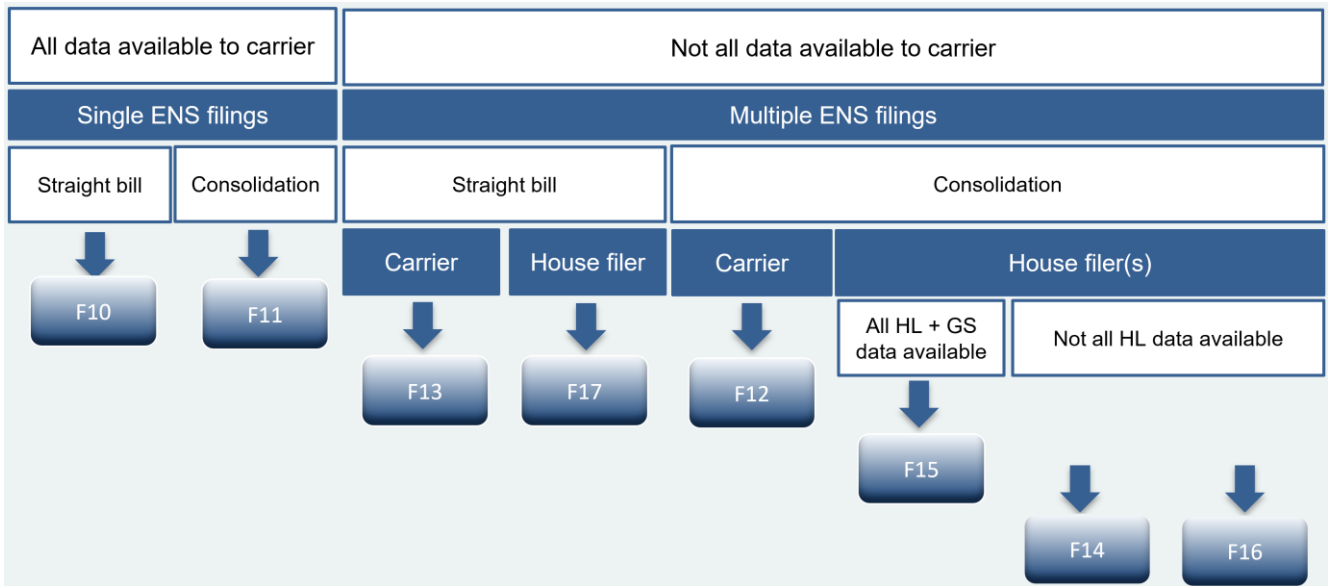 All data available to carrier
Not all data available to carrier
Single ENS filings
Multiple ENS filings
Straight bill
Consolidation
Straight bill
Consolidation
Carrier
House filer
Carrier
House filer(s)
F10
F11
All HL + GS
data available
Not all HL data available
F13
F17
F12
F15
F14
F16